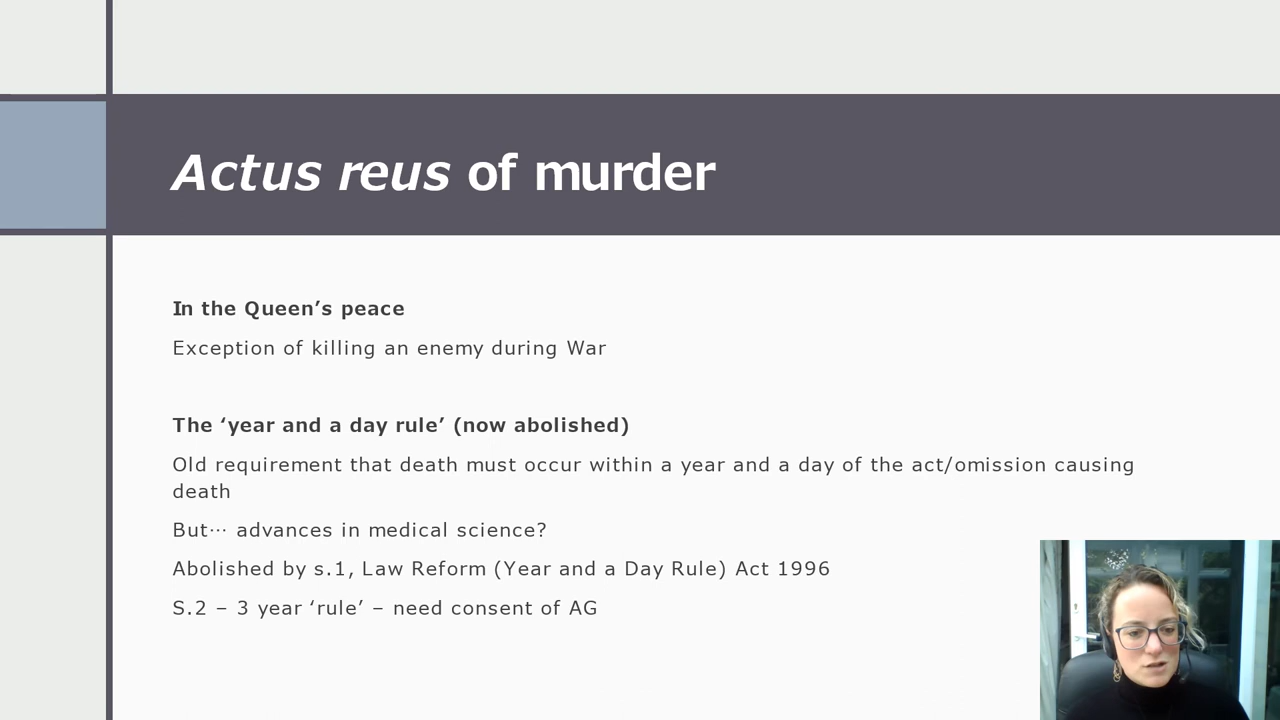 Actus reus of murder
In the Queen’s peace
Exception of killing an enemy during War
The ‘year and a day rule’ (now abolished)
Old requirement that death must occur within a year and a day of the act/omission causing
death
But… advances in medical science?
Abolished by s.1, Law Reform (Year and a Day Rule) Act 1996
S.2 – 3 year ‘rule’ – need consent of AG